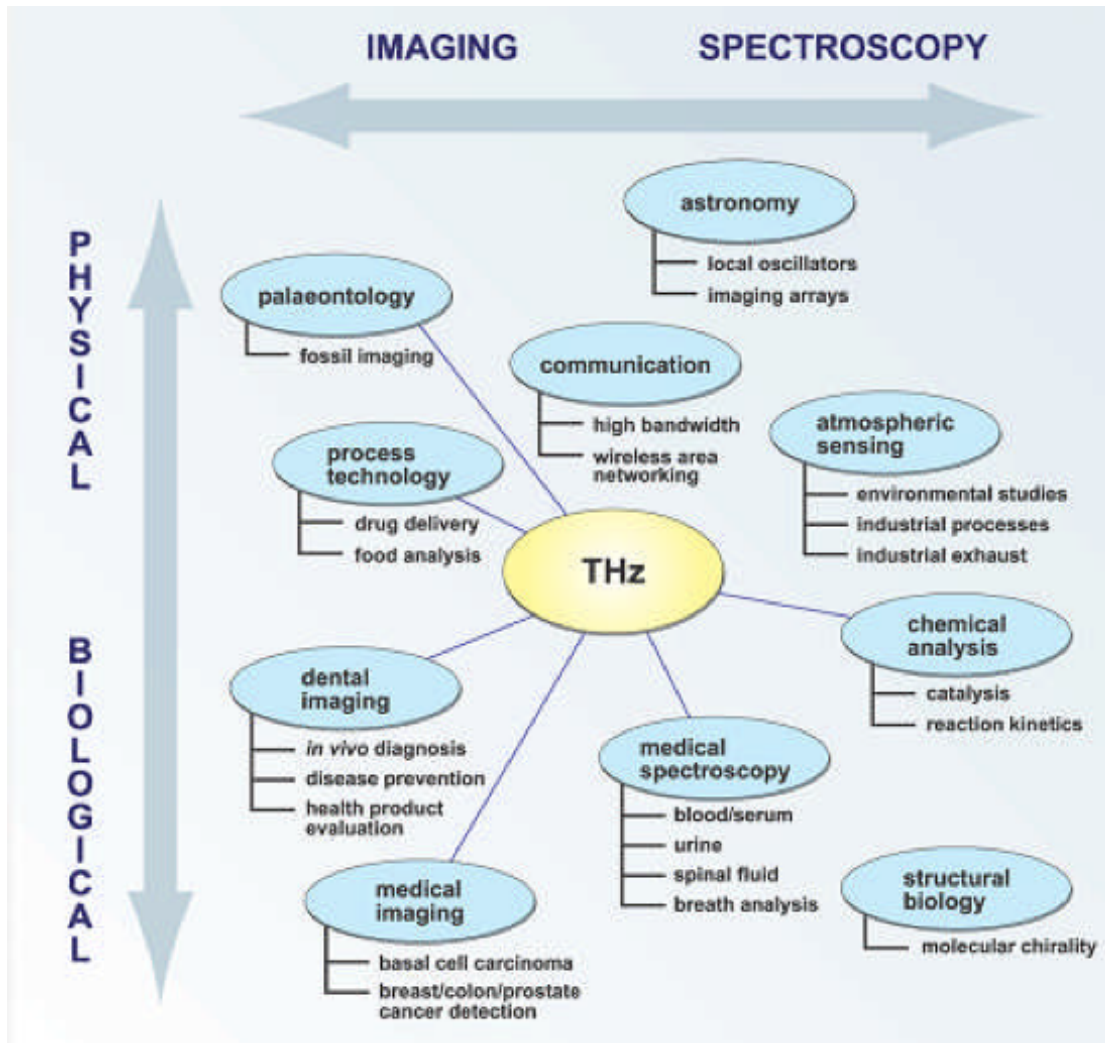 IMAGING
SPECTROSCOPY
PHYSICAL
BIOLOGICAL
astronomy
local oscillators
imaging arrays
palaeontology
fossil imaging
communication
high bandwidth
wireless area
networking
atmospheric
sensing
environmental studies
industrial processes
industrial exhaust
process
technology
drug delivery
food analysis
THz
chemical
analysis
catalysis
reaction kinetics
dental
imaging
in vivo diagnosis
disease prevention
health product
evaluation
medical
spectroscopy
blood/serum
urine
spinal fluid
breath analysis
medical
imaging
basal cell carcinoma
breast/colon/prostate
cancer detection
structural
biology
molecular chirality